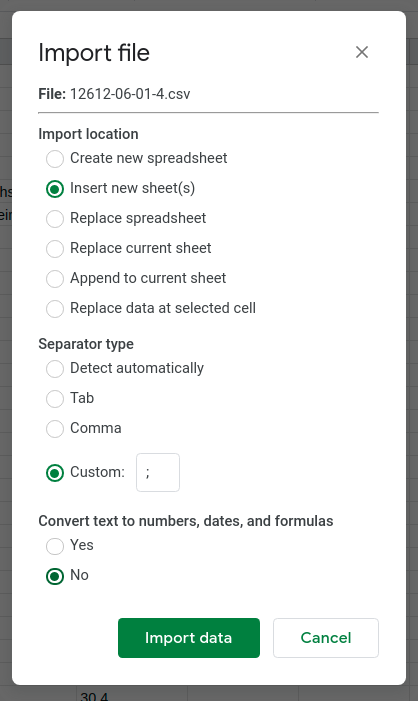 Import file
File: 12612-06-01-4.csv
Import location
Create new spreadsheet
Insert new sheet(s)
Replace spreadsheet
Replace current sheet
Append to current sheet
Replace data at selected cell
Separator type
Detect automatically
Tab
Comma
Custom: ;
Convert text to numbers, dates, and formulas
Yes
No
Import data Cancel
30,4